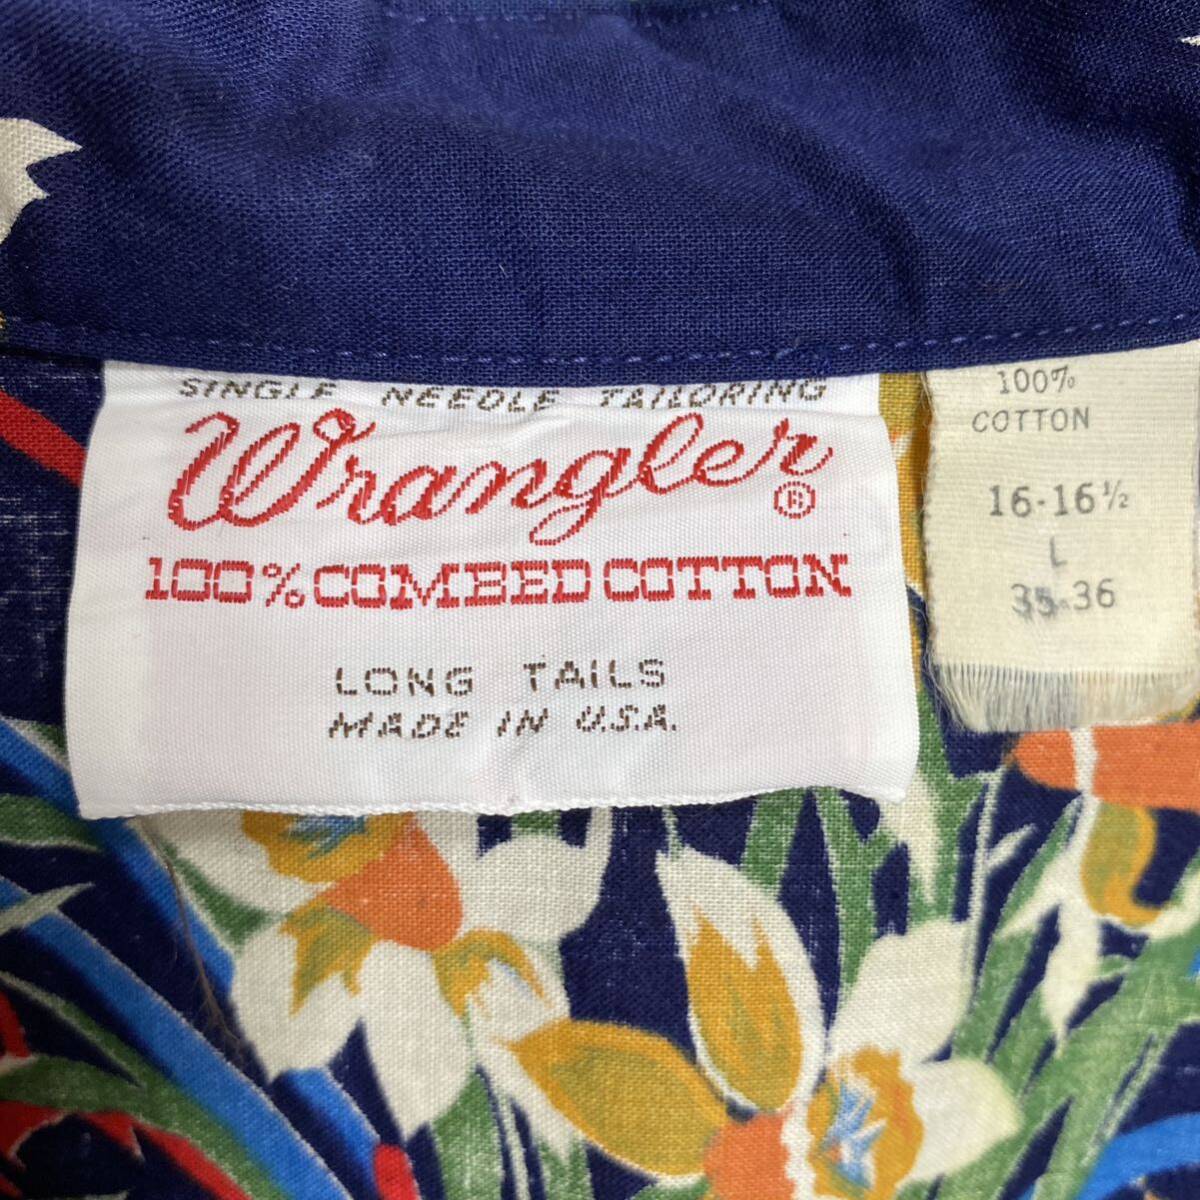 SINGLE NEEDLE TAILORING
Wrangler®
100% COMBED COTTON
LONG TAILS
MADE IN U.S.A.
100%
COTTON
16-16½
L
35-36